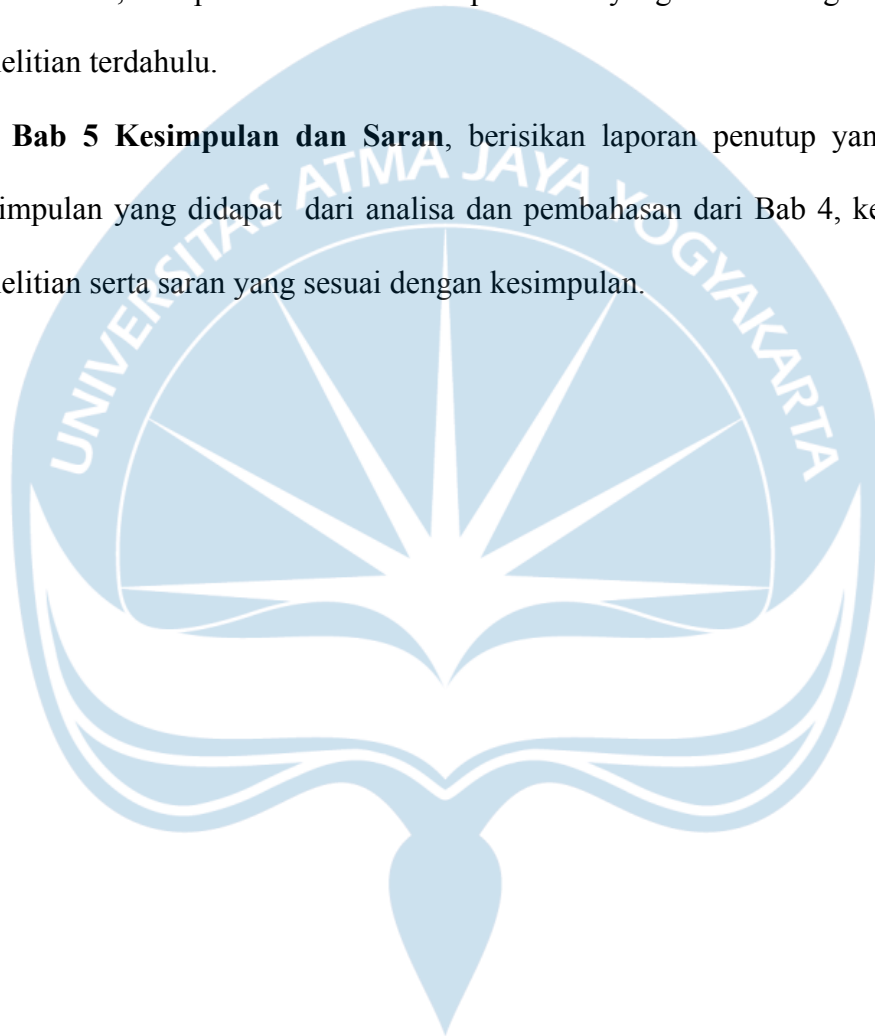 elitian terdahulu.
Bab 5 Kesimpulan dan Saran, berisikan laporan penutup yan
impulan yang didapat dari analisa dan pembahasan dari Bab 4, ke
elitian serta saran yang sesuai dengan kesimpulan.
UNIVERSITAS ATMA JAYA YOGYAKARTA